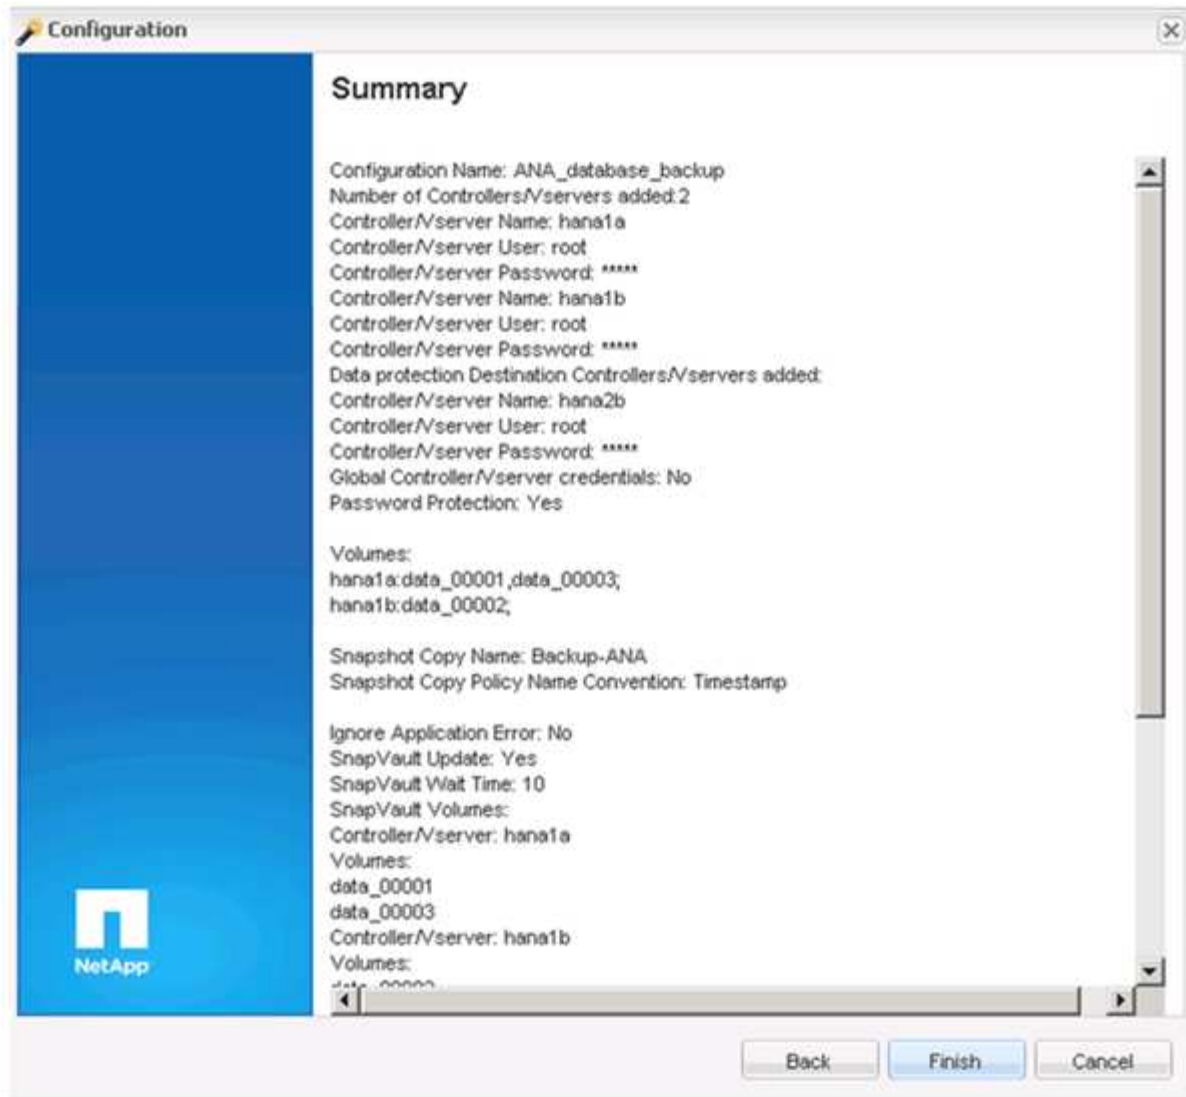 Configuration
Summary
Configuration Name: ANA_database_backup
Number of Controllers/Vservers added:2
Controller/Vserver Name: hana1a
Controller/Vserver User: root
Controller/Vserver Password: *****
Controller/Vserver Name: hana1b
Controller/Vserver User: root
Controller/Vserver Password: *****
Data protection Destination Controllers/Vservers added:
Controller/Vserver Name: hana2b
Controller/Vserver User: root
Controller/Vserver Password: *****
Global Controller/Vserver credentials: No
Password Protection: Yes
Volumes:
hana1a:data_00001,data_00003;
hana1b:data_00002;
Snapshot Copy Name: Backup-ANA
Snapshot Copy Policy Name Convention: Timestamp
Ignore Application Error: No
SnapVault Update: Yes
SnapVault Wait Time: 10
SnapVault Volumes:
Controller/Vserver: hana1a
Volumes:
data_00001
data_00003
Controller/Vserver: hana1b
Volumes:
NetApp
Back
Finish
Cancel